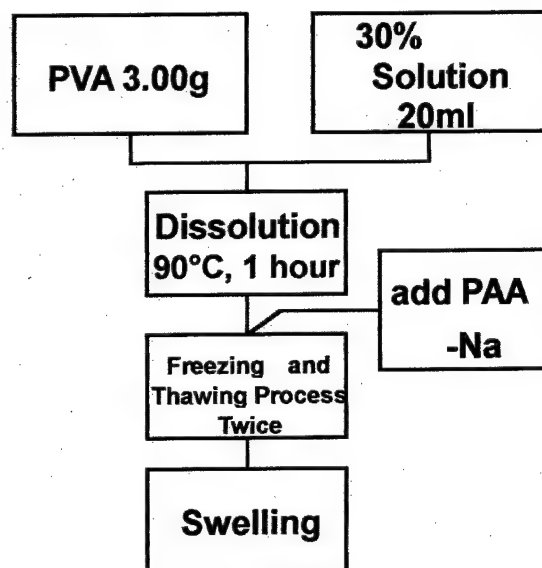 PVA 3.00g
30%
Solution
20ml
Dissolution
90°C, 1 hour
add PAA
-Na
Freezing and
Thawing Process
Twice
Swelling